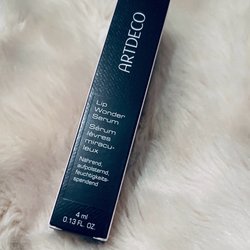 ARTDECO
Lip
Wonder
Serum
Sérum
lèvres
miracu-
leux
Nährend,
aufpolsternd,
feuchtigkeits-
spendend
4 ml
0.13 FL. OZ.